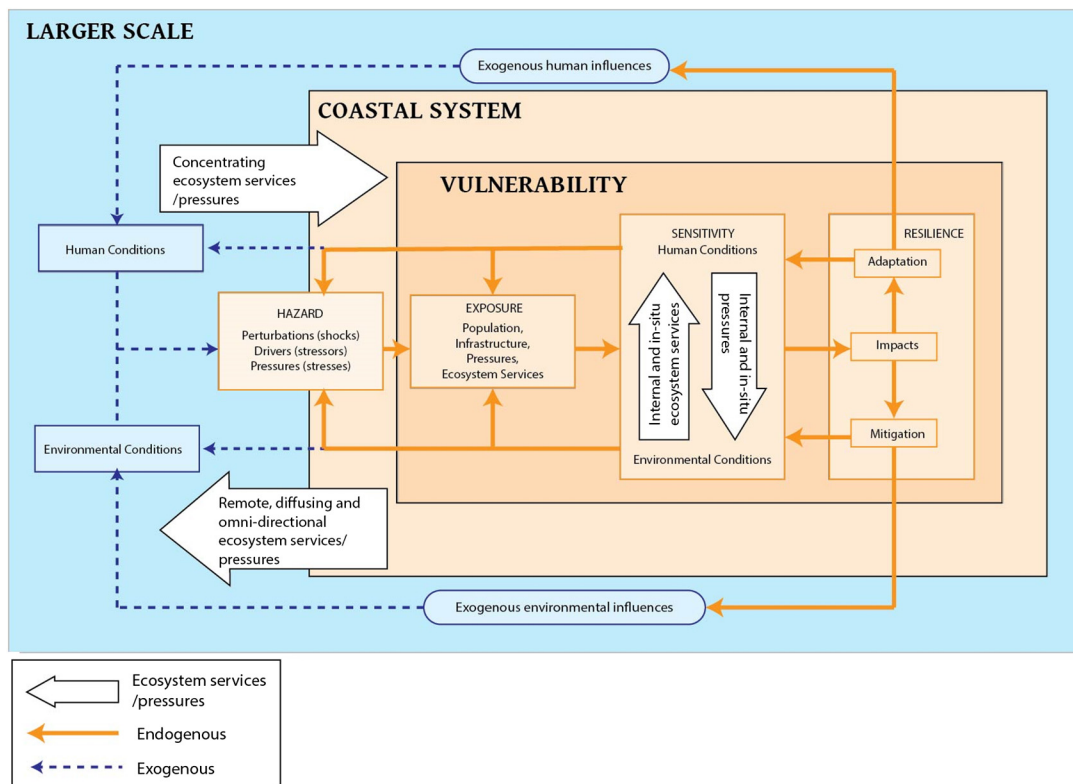 LARGER SCALE
Exogenous human influences
COASTAL SYSTEM
Concentrating
ecosystem services
/pressures
VULNERABILITY
Human Conditions
SENSITIVITY
Human Conditions
RESILIENCE
Adaptation
HAZARD
Perturbations (shocks)
Drivers (stressors)
Pressures (stresses)
EXPOSURE
Population,
Infrastructure,
Pressures,
Ecosystem Services
Internal and in-situ
ecosystem services
Internal and in-situ
pressures
Impacts
Mitigation
Environmental Conditions
Environmental Conditions
Remote, diffusing and
omni-directional
ecosystem services/
pressures
Exogenous environmental influences
Ecosystem services
/pressures
Endogenous
Exogenous